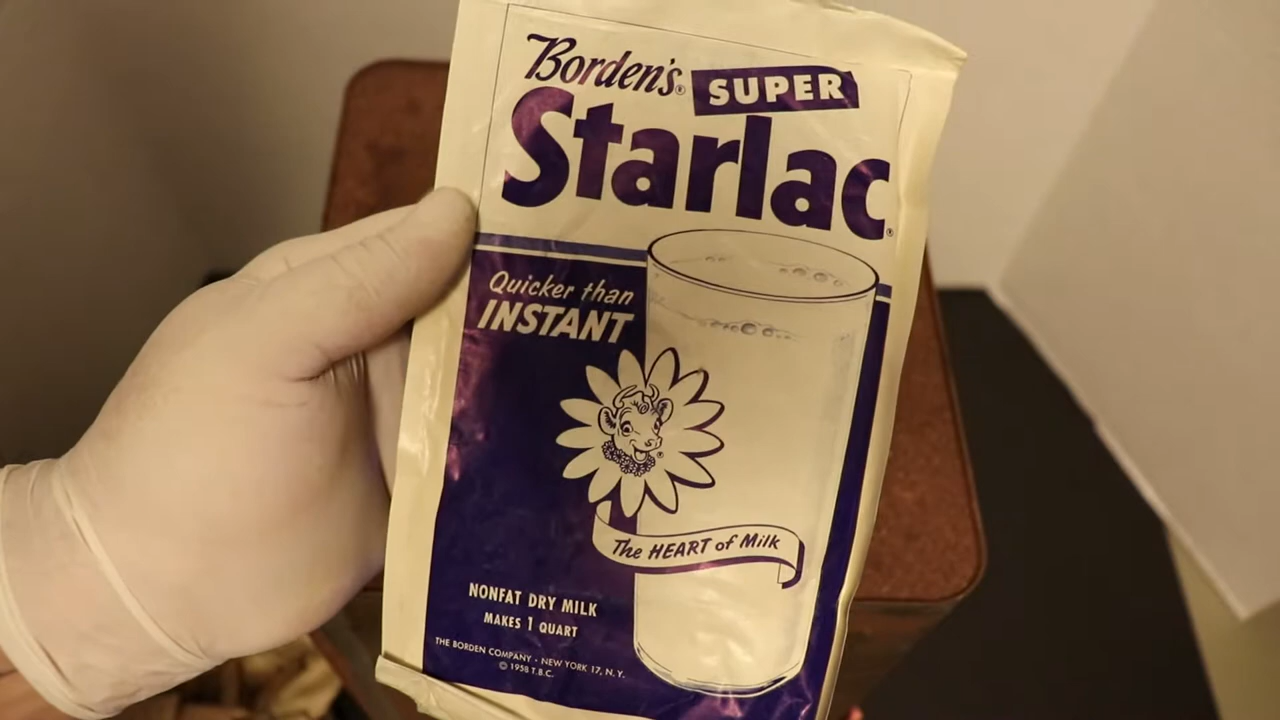 Borden's® SUPER
Starlac®
Quicker than
INSTANT
The HEART of Milk
NONFAT DRY MILK
MAKES 1 QUART
THE BORDEN COMPANY • NEW YORK 17, N.Y.
© 1958 T.B.C.